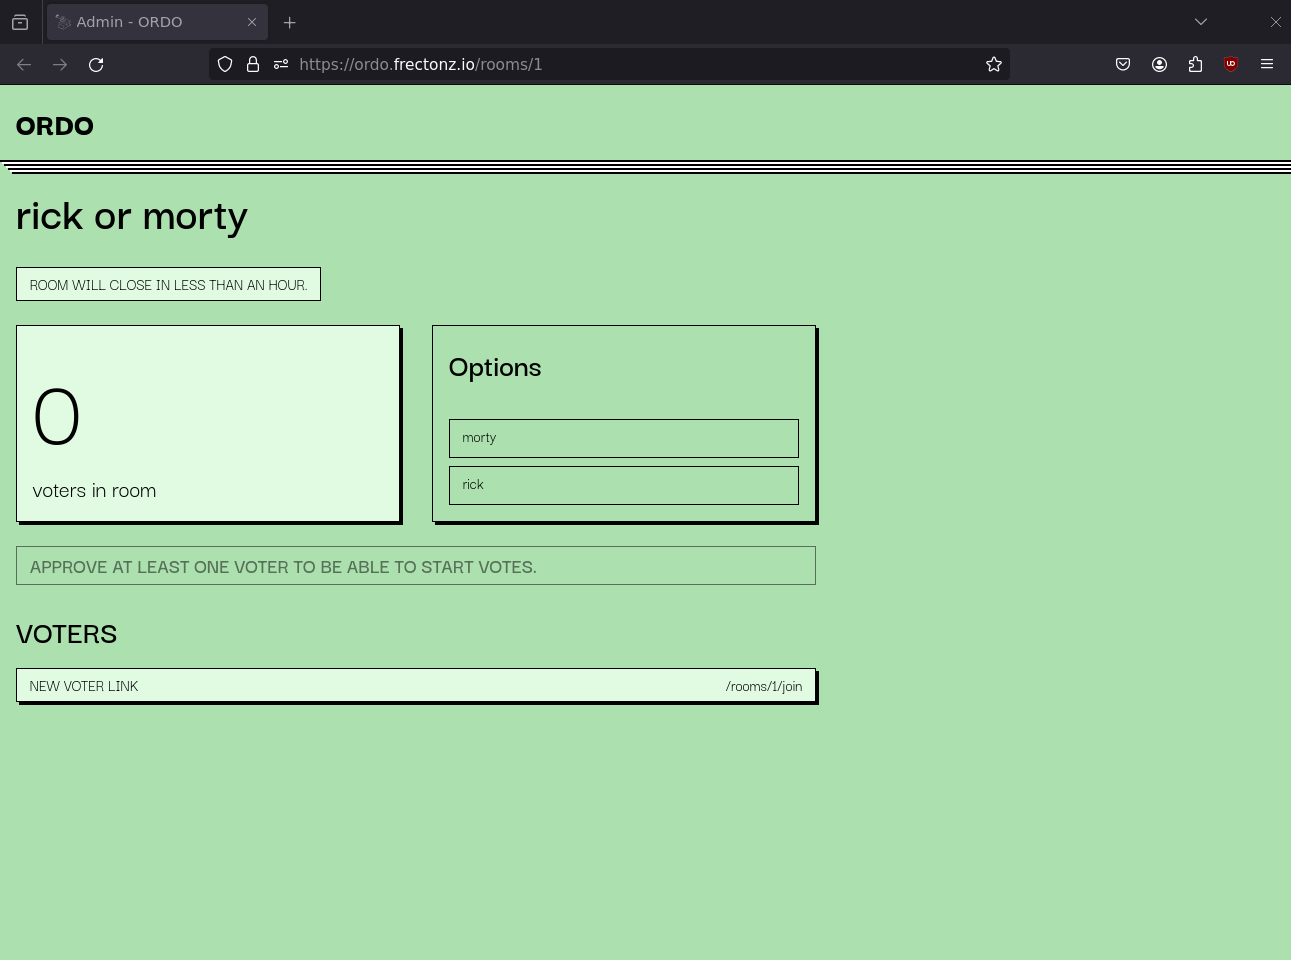 Admin - ORDO
https://ordo.frectonz.io/rooms/1
ORDO
rick or morty
ROOM WILL CLOSE IN LESS THAN AN HOUR.
0
voters in room
Options
morty
rick
APPROVE AT LEAST ONE VOTER TO BE ABLE TO START VOTES.
VOTERS
NEW VOTER LINK /rooms/1/join